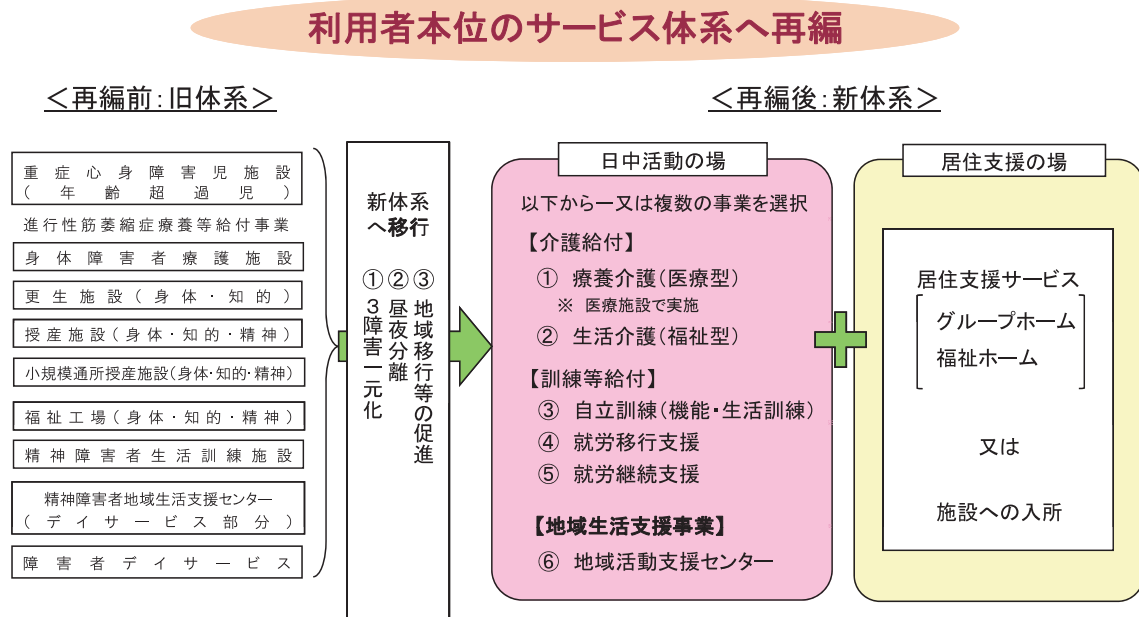 利用者本位のサービス体系へ再編
＜再編前：旧体系＞
重症心身障害児施設
（年齢超過児）
進行性筋萎縮症療養等給付事業
身体障害者療護施設
更生施設（身体・知的）
授産施設（身体・知的・精神）
小規模通所授産施設（身体・知的・精神）
福祉工場（身体・知的・精神）
精神障害者生活訓練施設
精神障害者地域生活支援センター
（デイサービス部分）
障害者デイサービス
新体系
へ移行
①３障害一元化
②昼夜分離
③地域移行等の促進
＜再編後：新体系＞
日中活動の場
以下から一又は複数の事業を選択
【介護給付】
① 療養介護（医療型）
※ 医療施設で実施
② 生活介護（福祉型）
【訓練等給付】
③ 自立訓練（機能・生活訓練）
④ 就労移行支援
⑤ 就労継続支援
【地域生活支援事業】
⑥ 地域活動支援センター
居住支援の場
居住支援サービス
グループホーム
福祉ホーム
又は
施設への入所